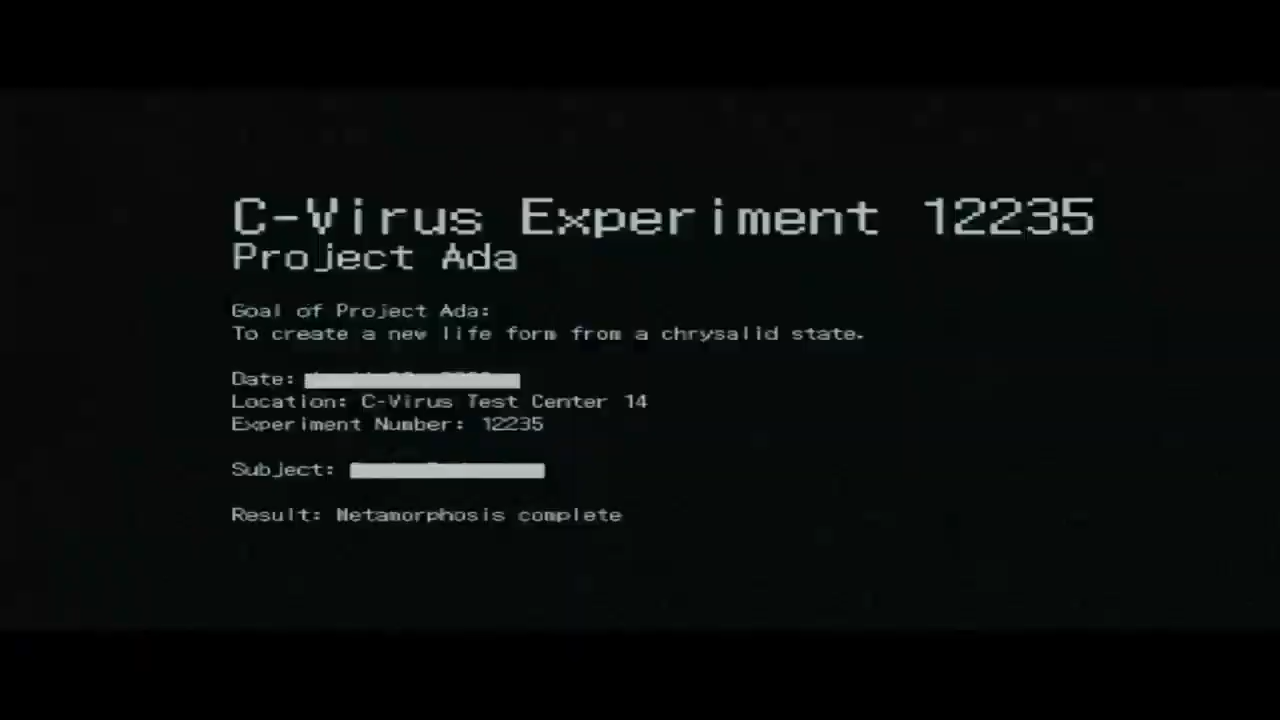 C-Virus Experiment 12235
Project Ada
Goal of Project Ada:
To create a new life form from a chrysalid state.
Date:
Location: C-Virus Test Center 14
Experiment Number: 12235
Subject:
Result: Metamorphosis complete